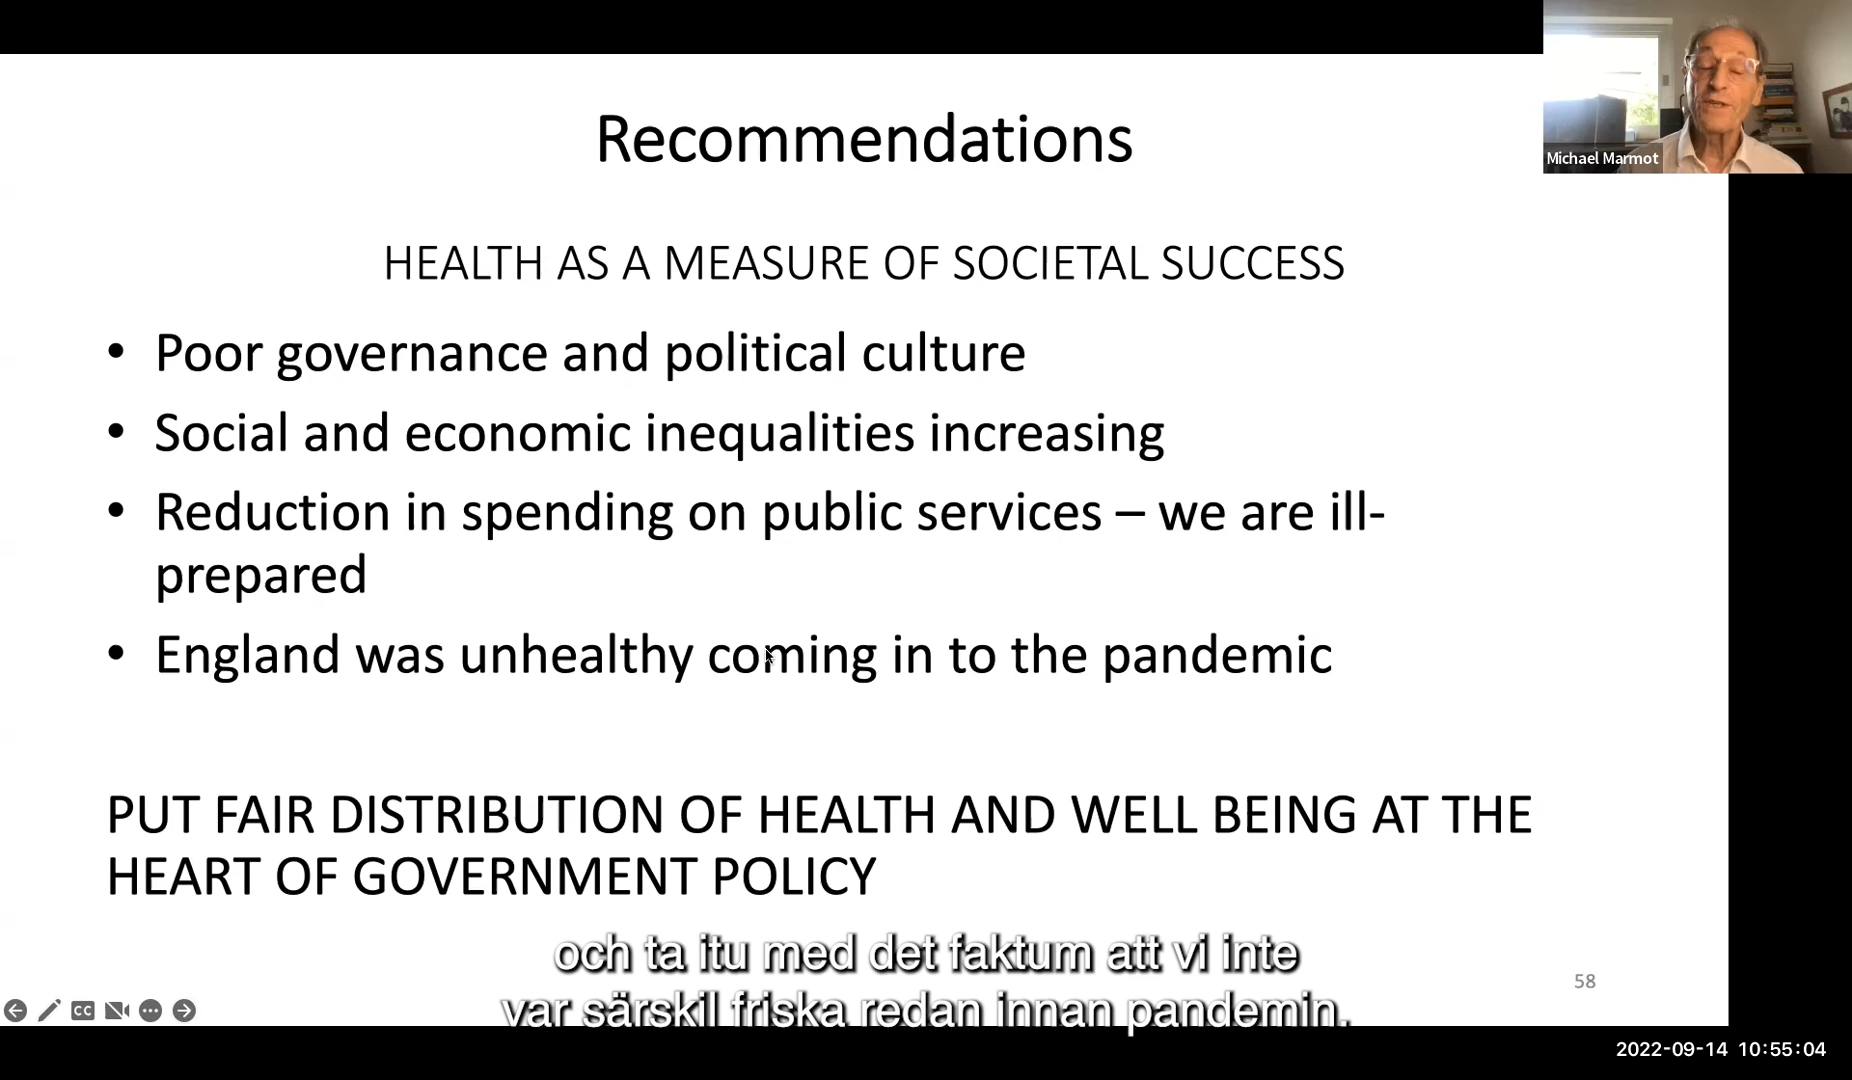 Recommendations
Michael Marmot
HEALTH AS A MEASURE OF SOCIETAL SUCCESS
• Poor governance and political culture
• Social and economic inequalities increasing
• Reduction in spending on public services – we are ill-
prepared
• England was unhealthy coming in to the pandemic
PUT FAIR DISTRIBUTION OF HEALTH AND WELL BEING AT THE
HEART OF GOVERNMENT POLICY
och ta itu med det faktum att vi inte
var särskil friska redan innan pandemin.
58
CC
2022-09-14 10:55:04